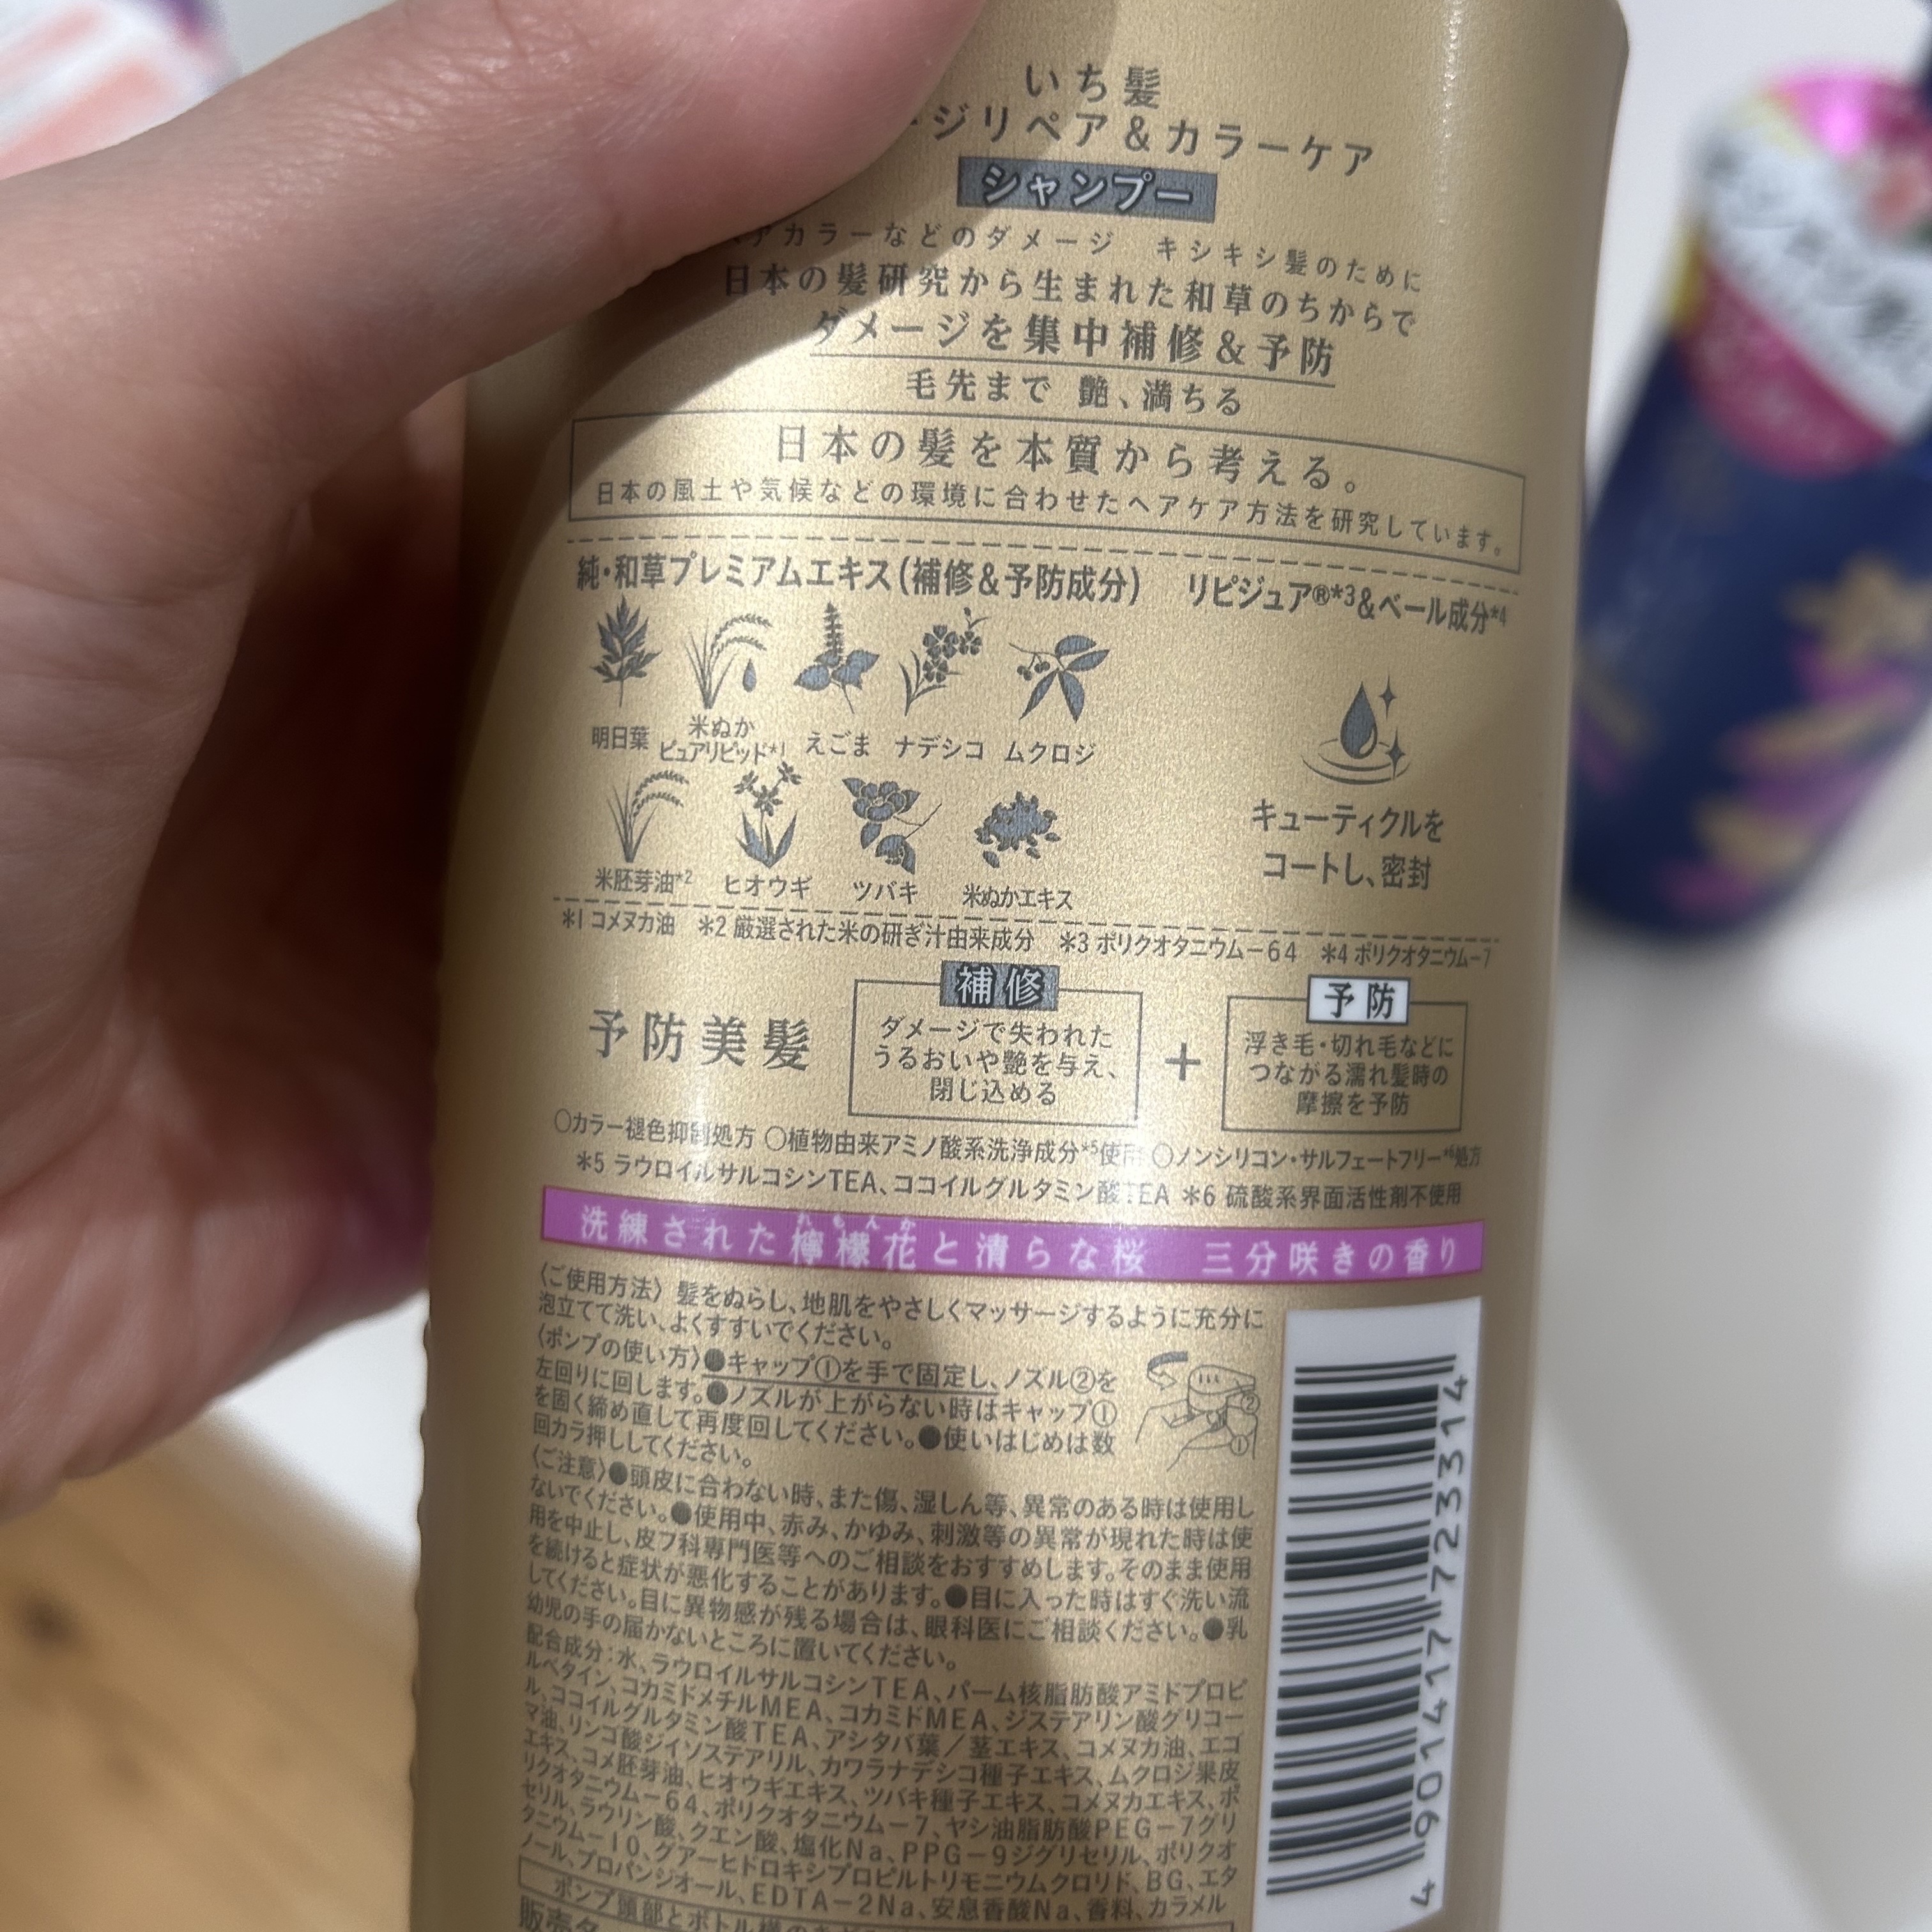 いち髪
ージリペア&カラーケア
シャンプー
ヘアカラーなどのダメージ　キシキシ髪のために
日本の髪研究から生まれた和草のちからで
ダメージを集中補修&予防
毛先まで 艶、満ちる
日本の髪を本質から考える。
日本の風土や気候などの環境に合わせたヘアケア方法を研究しています。
純・和草プレミアムエキス(補修&予防成分)　リピジュア®*3&ベール成分*4
明日葉　米ぬか
ピュアリピッド*1　えごま　ナデシコ　ムクロジ
米胚芽油*2　ヒオウギ　ツバキ　米ぬかエキス
キューティクルを
コートし、密封
*1 コメヌカ油　*2 厳選された米の研ぎ汁由来成分　*3 ポリクオタニウム-64　*4 ポリクオタニウム-7
予防美髪
補修
ダメージで失われた
うるおいや艶を与え、
閉じ込める
+
予防
浮き毛・切れ毛などに
つながる濡れ髪時の
摩擦を予防
○カラー褪色抑制処方 ○植物由来アミノ酸系洗浄成分*5使用 ○ノンシリコン・サルフェートフリー*6処方
*5 ラウロイルサルコシンTEA、ココイルグルタミン酸TEA *6 硫酸系界面活性剤不使用
れもんか
洗練された檸檬花と清らな桜　三分咲きの香り
〈ご使用方法〉髪をぬらし、地肌をやさしくマッサージするように充分に
泡立てて洗い、よくすすいでください。
〈ポンプの使い方〉●キャップ①を手で固定し、ノズル②を
左回りに回します。●ノズルが上がらない時はキャップ①
を固く締め直して再度回してください。●使いはじめは数
回カラ押ししてください。
②
①
〈ご注意〉●頭皮に合わない時、また傷、湿しん等、異常のある時は使用し
ないでください。●使用中、赤み、かゆみ、刺激等の異常が現れた時は使
用を中止し、皮フ科専門医等へのご相談をおすすめします。そのまま使用
を続けると症状が悪化することがあります。●目に入った時はすぐ洗い流
してください。目に異物感が残る場合は、眼科医にご相談ください。●乳
幼児の手の届かないところに置いてください。
配合成分:水、ラウロイルサルコシンTEA、パーム核脂肪酸アミドプロピ
ルベタイン、コカミドメチルMEA、コカミドMEA、ジステアリン酸グリコー
ル、ココイルグルタミン酸TEA、アシタバ葉/茎エキス、コメヌカ油、エゴ
マ油、リンゴ酸ジイソステアリル、カワラナデシコ種子エキス、ムクロジ果皮
エキス、コメ胚芽油、ヒオウギエキス、ツバキ種子エキス、コメヌカエキス、ポ
リクオタニウム-64、ポリクオタニウム-7、ヤシ油脂肪酸PEG-7グリ
セリル、ラウリン酸、クエン酸、塩化Na、PPG-9ジグリセリル、ポリクオ
タニウム-10、グアーヒドロキシプロピルトリモニウムクロリド、BG、エタ
ノール、プロパンジオール、EDTA-2Na、安息香酸Na、香料、カラメル
4 901417 723314